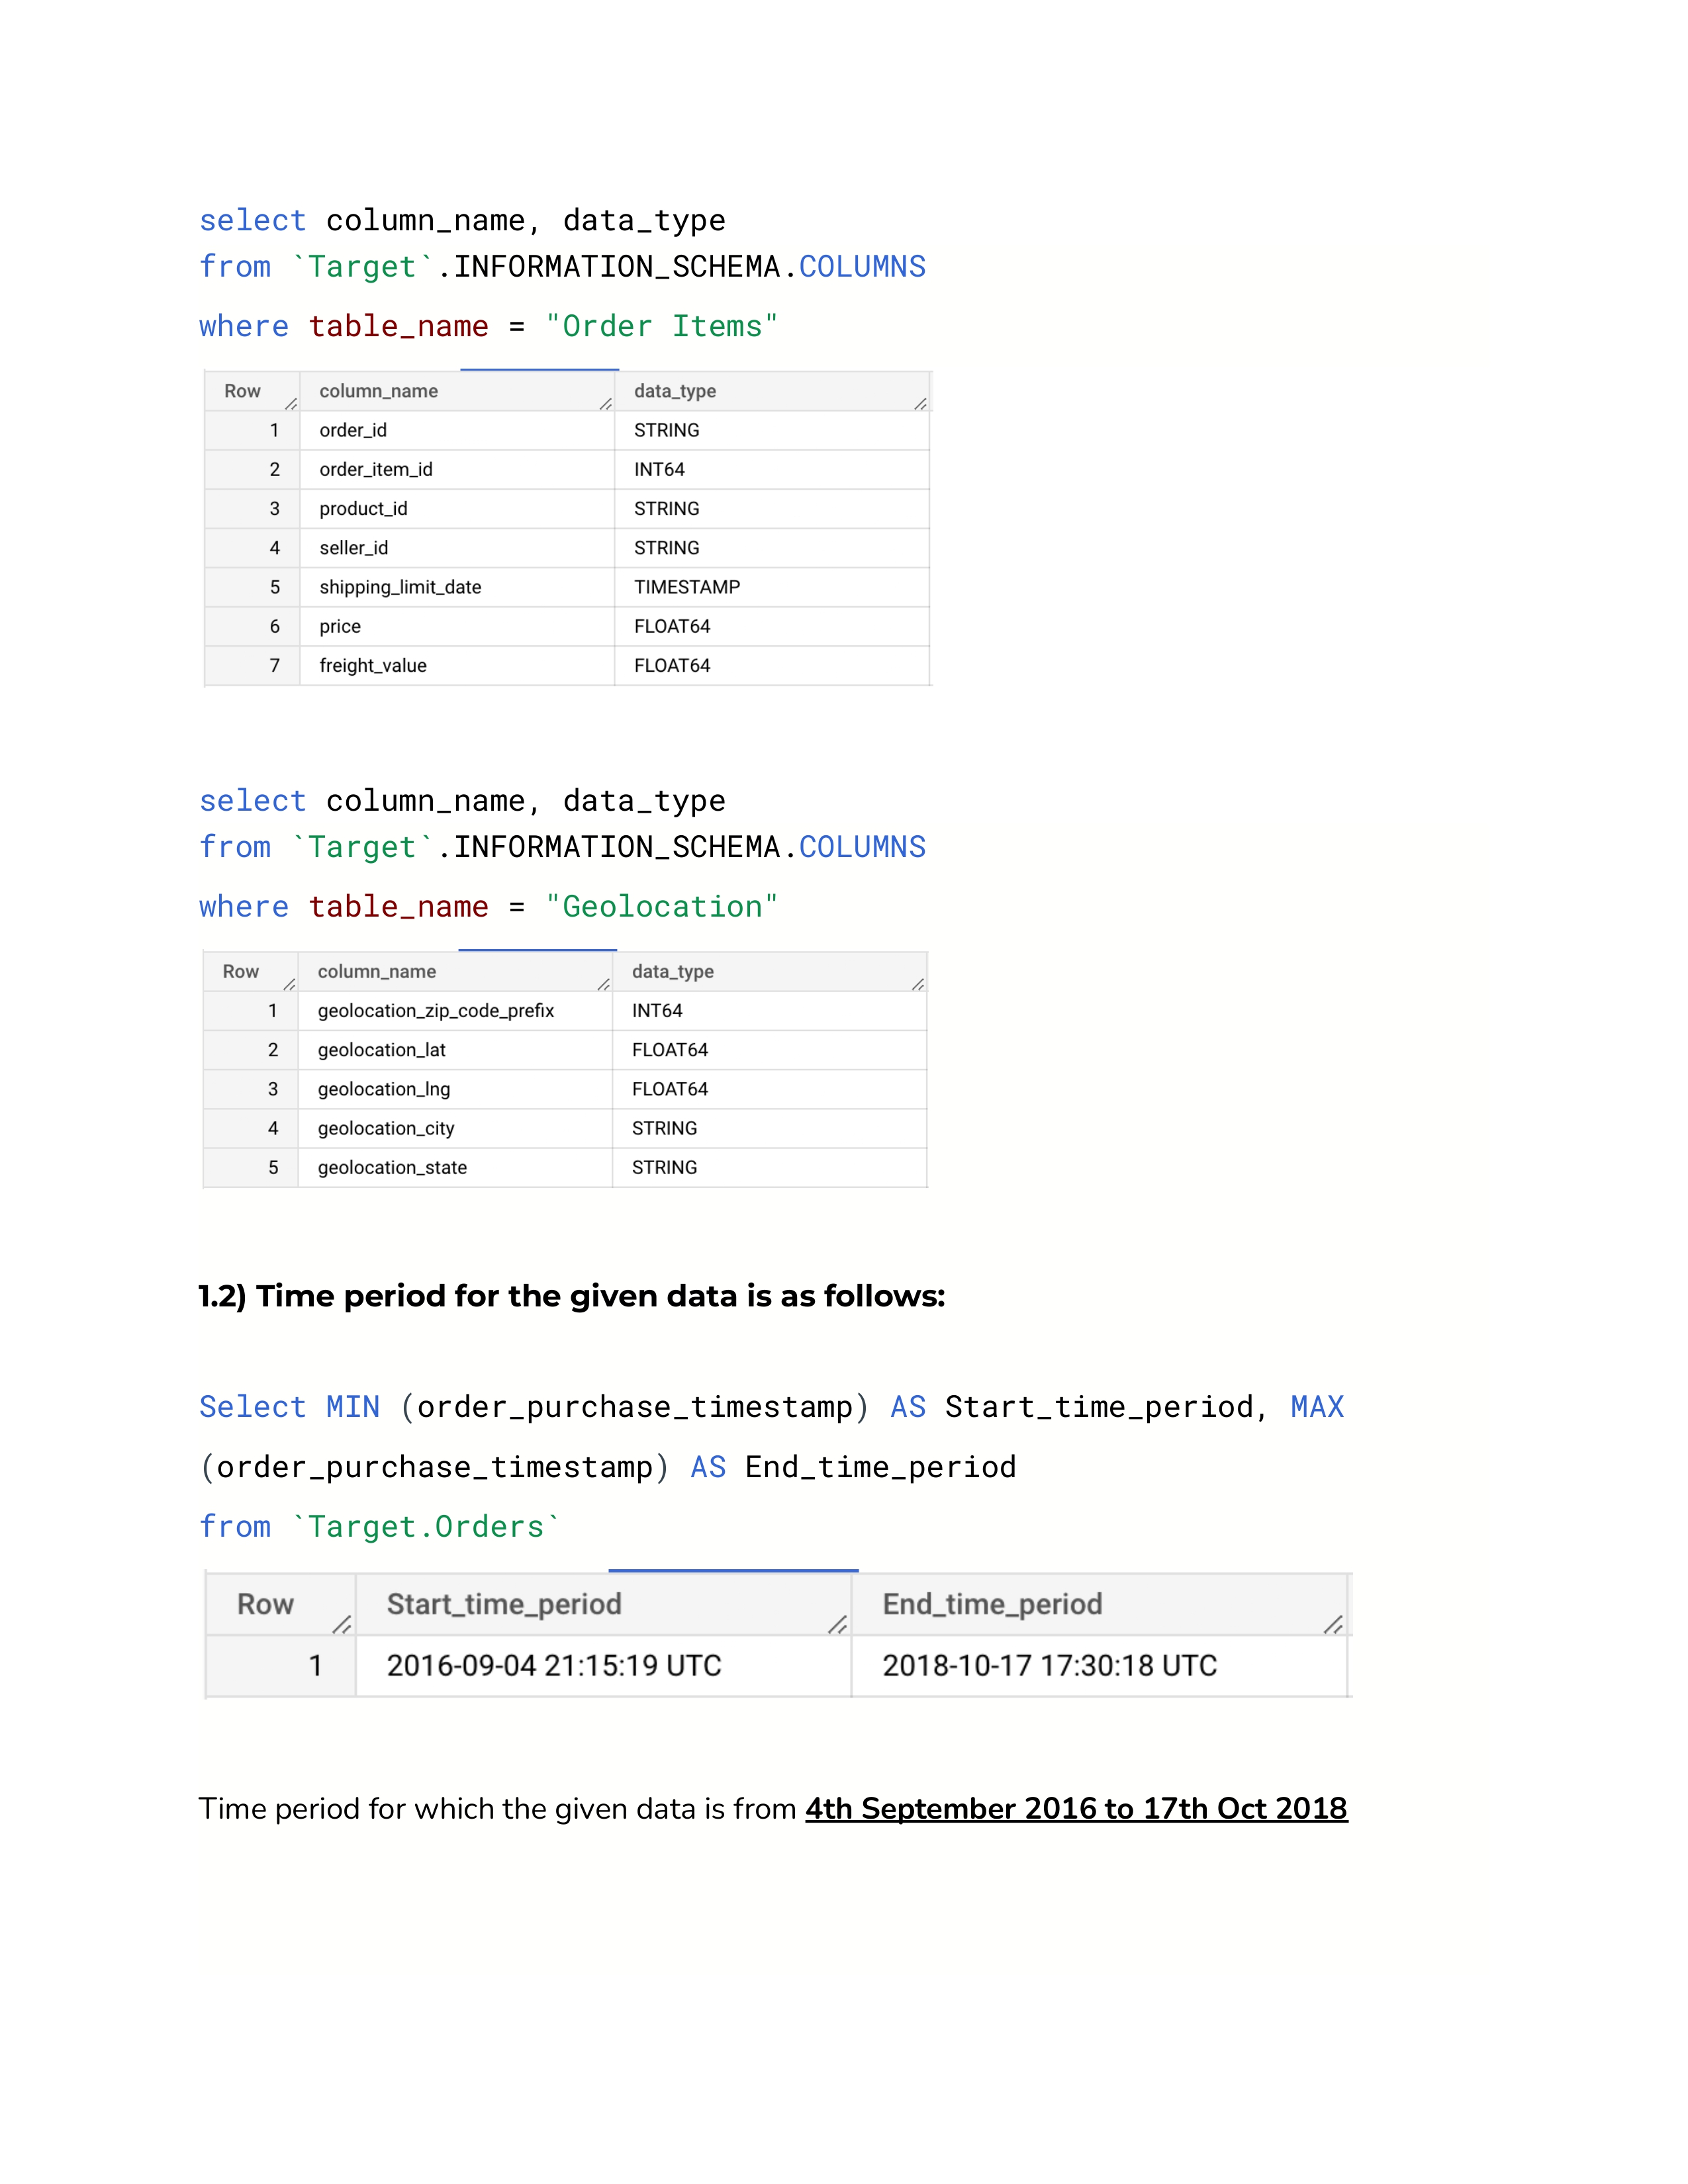 select column_name, data_type
from `Target`.INFORMATION_SCHEMA.COLUMNS
where table_name = "Order Items"
Row column_name data_type
1 order_id STRING
2 order_item_id INT64
3 product_id STRING
4 seller_id STRING
5 shipping_limit_date TIMESTAMP
6 price FLOAT64
7 freight_value FLOAT64
select column_name, data_type
from `Target`.INFORMATION_SCHEMA.COLUMNS
where table_name = "Geolocation"
Row column_name data_type
1 geolocation_zip_code_prefix INT64
2 geolocation_lat FLOAT64
3 geolocation_lng FLOAT64
4 geolocation_city STRING
5 geolocation_state STRING
1.2) Time period for the given data is as follows:
Select MIN (order_purchase_timestamp) AS Start_time_period, MAX
(order_purchase_timestamp) AS End_time_period
from `Target.Orders`
Row Start_time_period End_time_period
1 2016-09-04 21:15:19 UTC 2018-10-17 17:30:18 UTC
Time period for which the given data is from 4th September 2016 to 17th Oct 2018